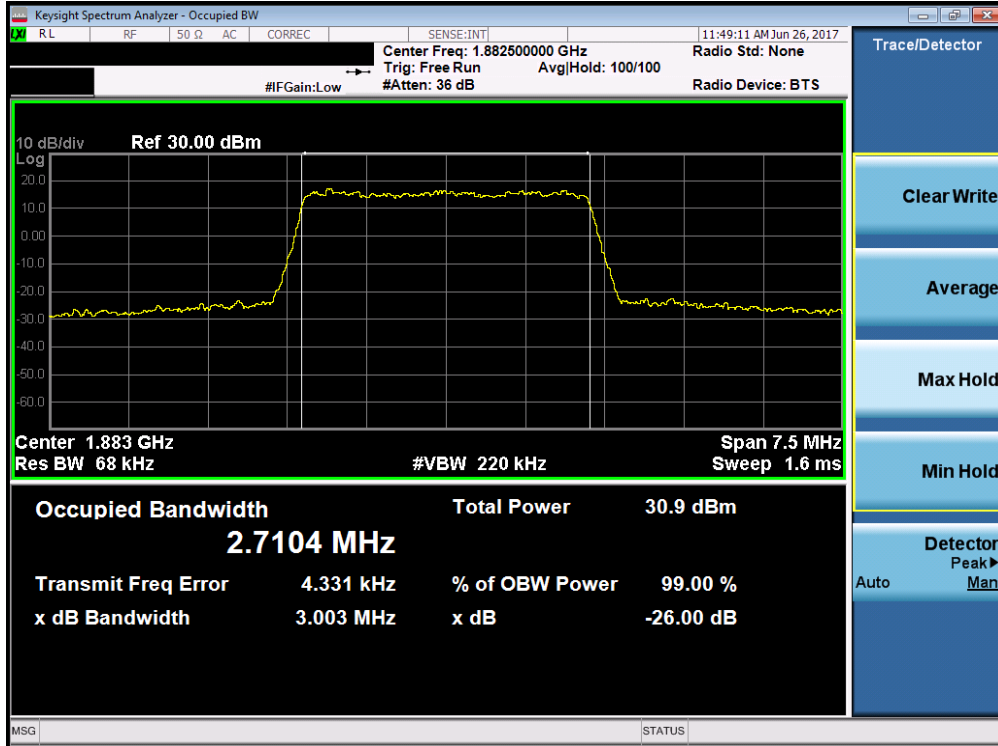 Keysight Spectrum Analyzer - Occupied BW
LXI RL RF 50 Ω AC CORREC SENSE:INT 11:49:11 AM Jun 26, 2017
Center Freq: 1.882500000 GHz Radio Std: None
Trig: Free Run Avg|Hold: 100/100
#IFGain:Low #Atten: 36 dB Radio Device: BTS
Trace/Detector
10 dB/div Ref 30.00 dBm
Log
20.0
10.0
0.00
-10.0
-20.0
-30.0
-40.0
-50.0
-60.0
Center 1.883 GHz Span 7.5 MHz
Res BW 68 kHz #VBW 220 kHz Sweep 1.6 ms
Occupied Bandwidth Total Power 30.9 dBm
2.7104 MHz
Transmit Freq Error 4.331 kHz % of OBW Power 99.00 %
x dB Bandwidth 3.003 MHz x dB -26.00 dB
Clear Write
Average
Max Hold
Min Hold
Detector
Peak▶
Auto Man
MSG STATUS